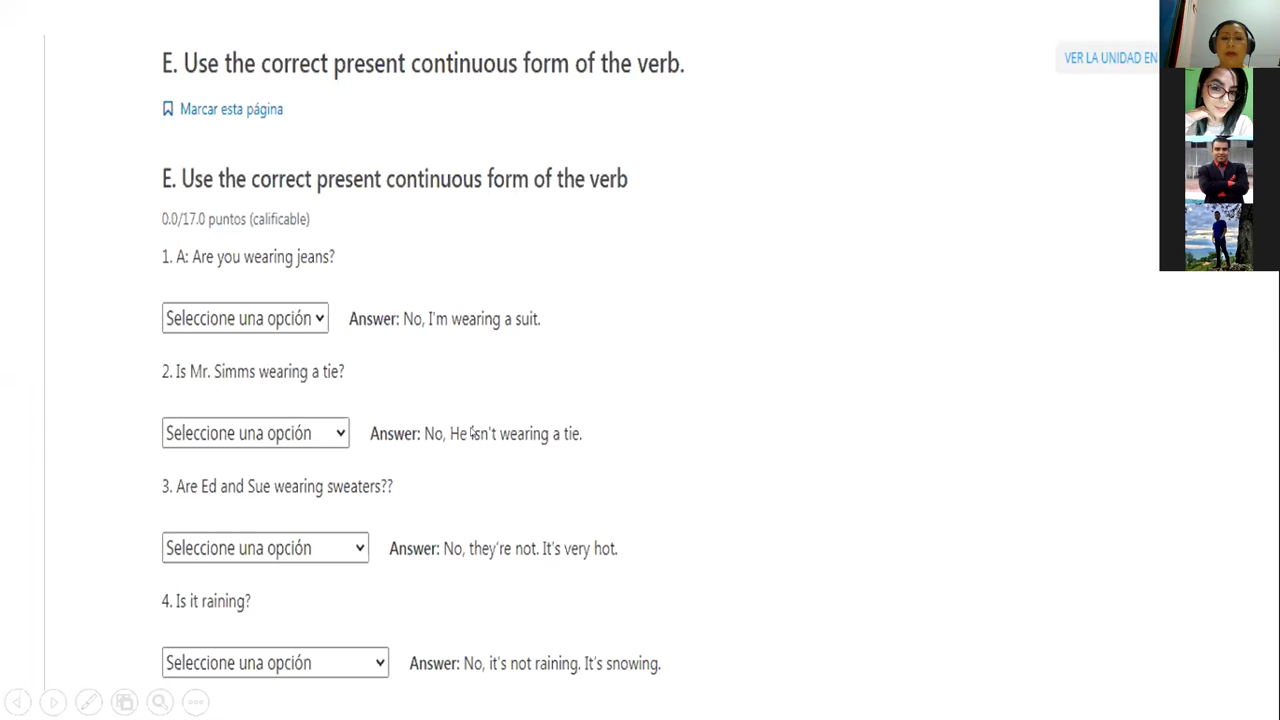 E. Use the correct present continuous form of the verb.
VER LA UNIDAD EN
Marcar esta página
E. Use the correct present continuous form of the verb
0.0/17.0 puntos (calificable)
1. A: Are you wearing jeans?
Seleccione una opción Answer: No, I'm wearing a suit.
2. Is Mr. Simms wearing a tie?
Seleccione una opción Answer: No, He isn't wearing a tie.
3. Are Ed and Sue wearing sweaters??
Seleccione una opción Answer: No, they're not. It's very hot.
4. Is it raining?
Seleccione una opción Answer: No, it's not raining. It's snowing.